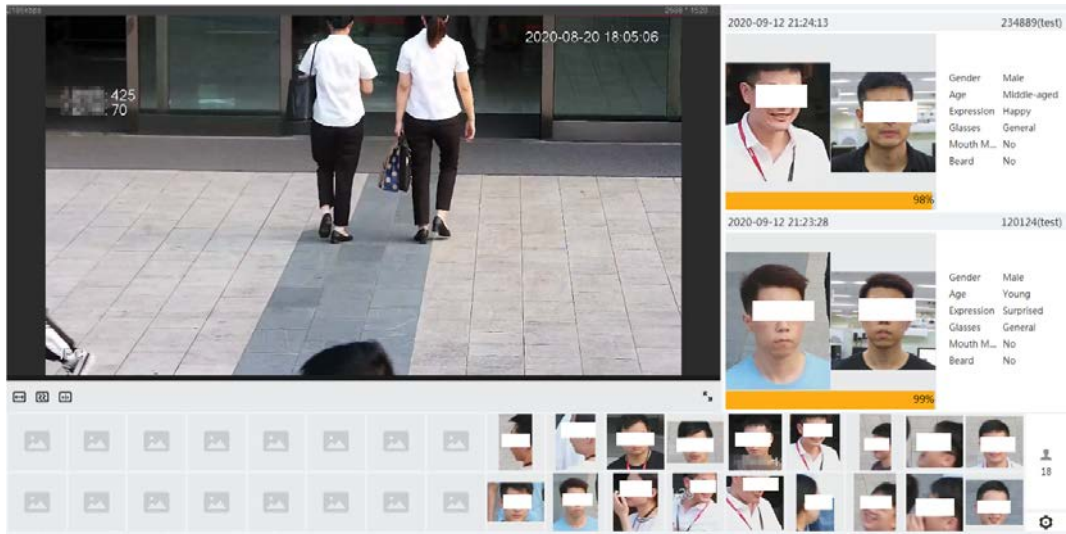 2020-08-20 18:05:06
:425
:70
2020-09-12 21:24:13 234889(test)
Gender Male
Age Middle-aged
Expression Happy
Glasses General
Mouth M... No
Beard No
98%
2020-09-12 21:23:28 120124(test)
Gender Male
Age Young
Expression Surprised
Glasses General
Mouth M... No
Beard No
99%
18